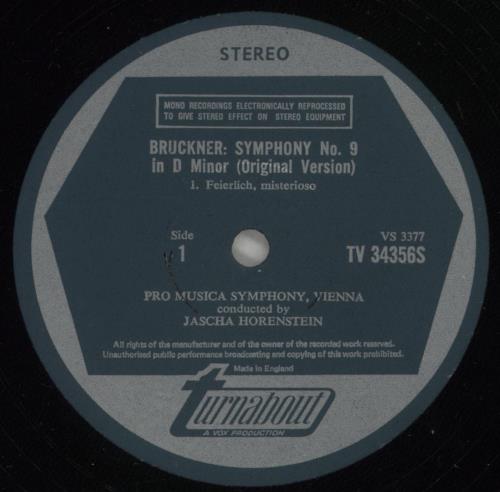 STEREO
MONO RECORDINGS ELECTRONICALLY REPROCESSED
TO GIVE STEREO EFFECT ON STEREO EQUIPMENT
BRUCKNER: SYMPHONY No. 9
in D Minor (Original Version)
1. Feierlich, misterioso
Side
1
VS 3377
TV 34356S
PRO MUSICA SYMPHONY, VIENNA
conducted by
JASCHA HORENSTEIN
All rights of the manufacturer and of the owner of the recorded work reserved.
Unauthorised public performance broadcasting and copying of this work prohibited.
Made in England
turnabout
A VOX PRODUCTION